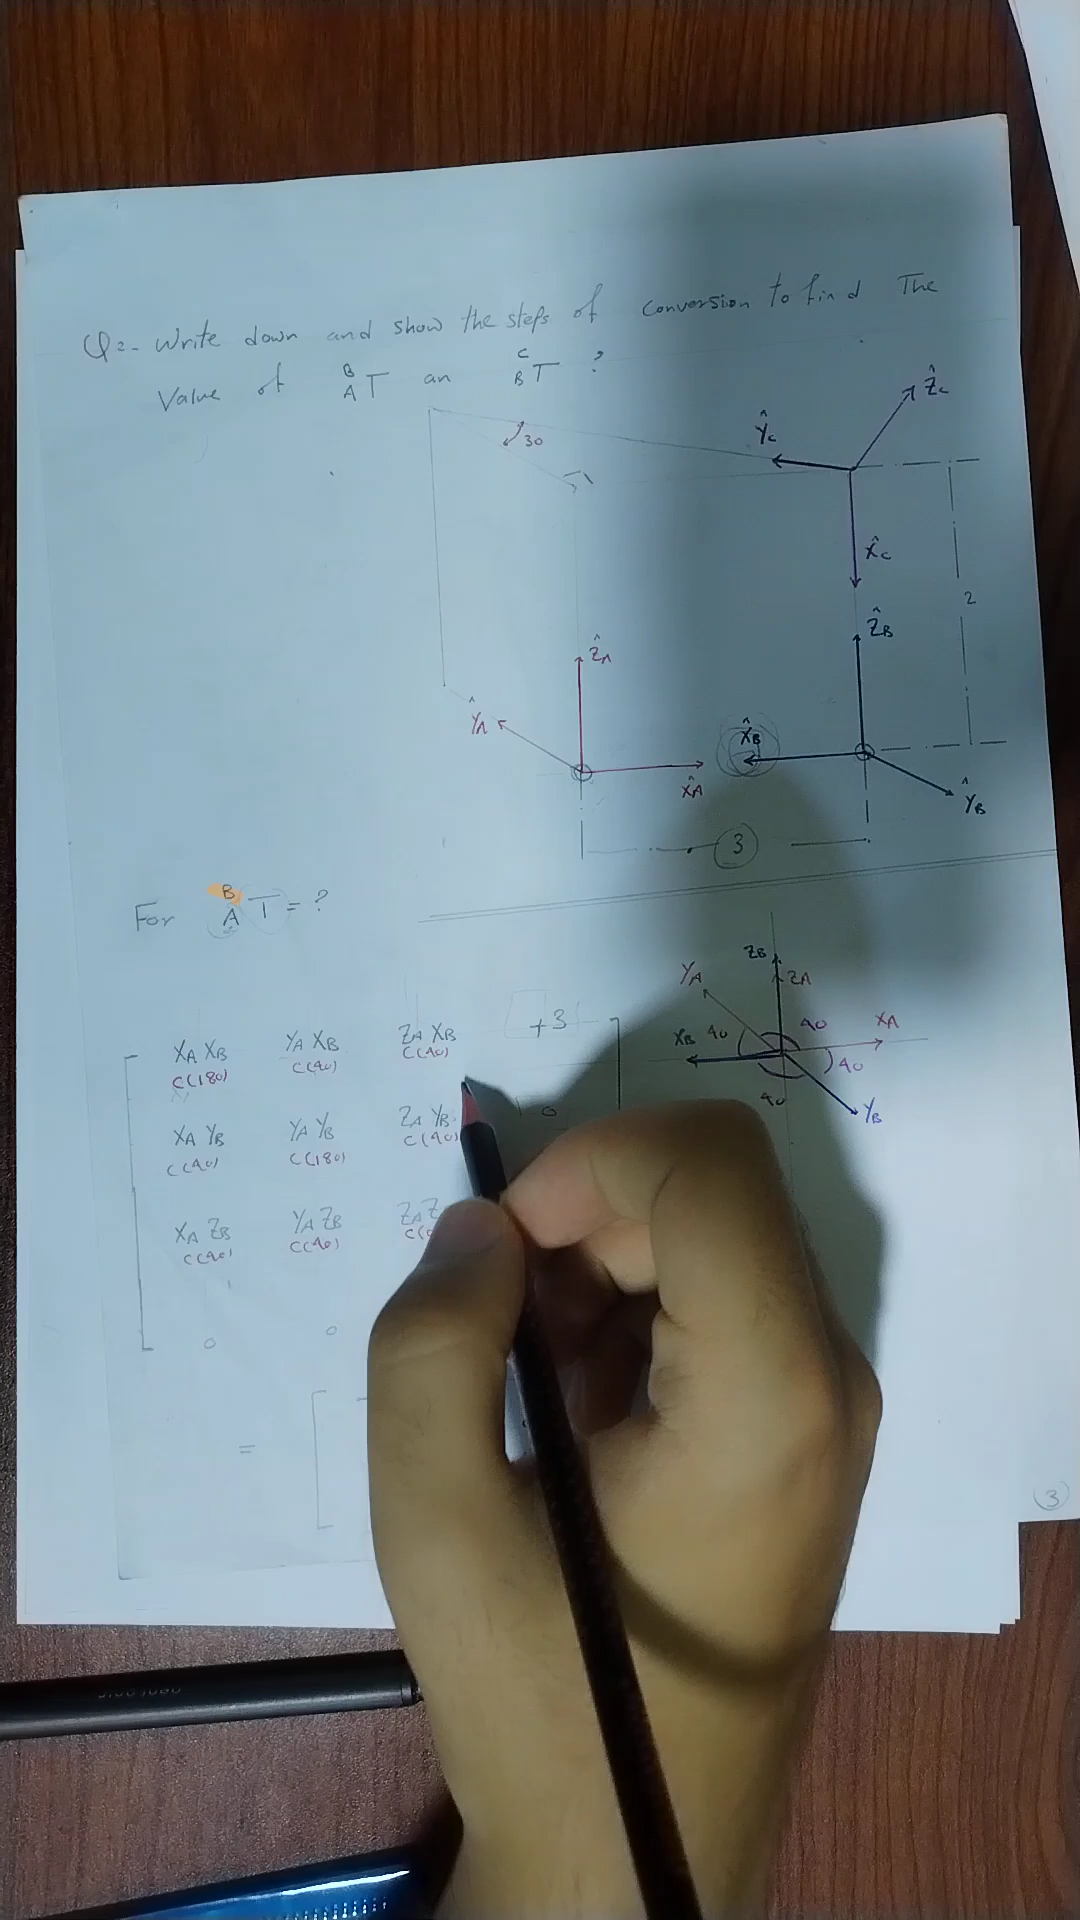 Q2- Write down and show the steps of conversion to find The
Value of B A T an C B T ?
30
ŷc
ẑc
x̂c
2
ẑB
ẑA
ŷA
x̂B
x̂A
ŷB
3
For B A T = ?
ZB
YA
ZA
XA XB YA XB ZA XB +3
C(180) C(90) C(90)
XB 90 90 XA
90
XA YB YA YB ZA YB 0
C(90) C(180) C(90)
90
YB
XA ZB YA ZB ZA Z
C(90) C(90)
0 0
=
3